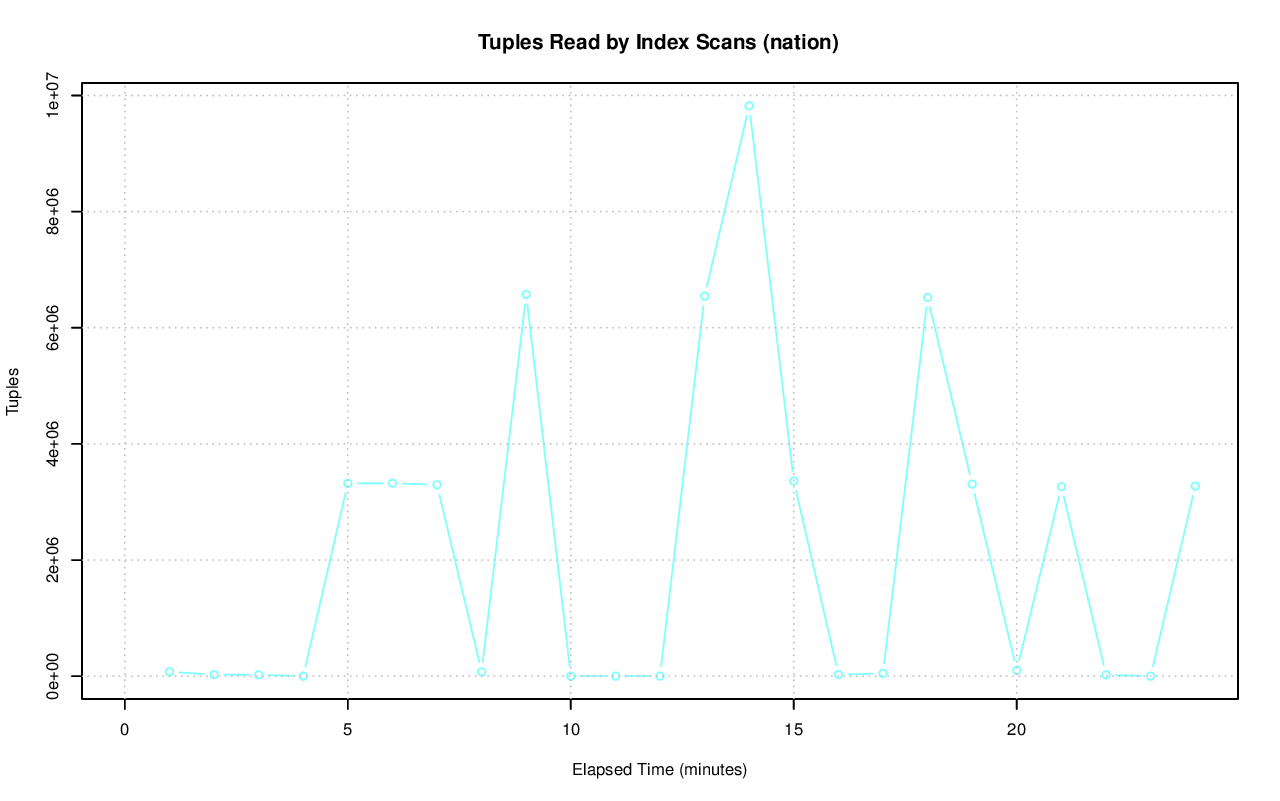 Tuples Read by Index Scans (nation)
1e+07
8e+06
6e+06
4e+06
2e+06
0e+00
Tuples
0 5 10 15 20
Elapsed Time (minutes)